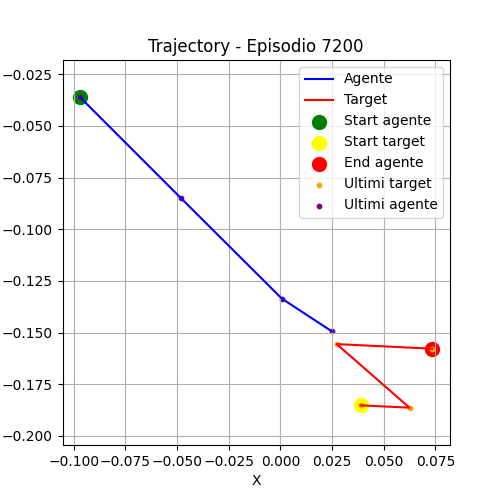 Trajectory - Episodio 7200
Agente
Target
Start agente
Start target
End agente
Ultimi target
Ultimi agente
−0.025
−0.050
−0.075
−0.100
−0.125
−0.150
−0.175
−0.200
−0.100 −0.075 −0.050 −0.025 0.000 0.025 0.050 0.075
X